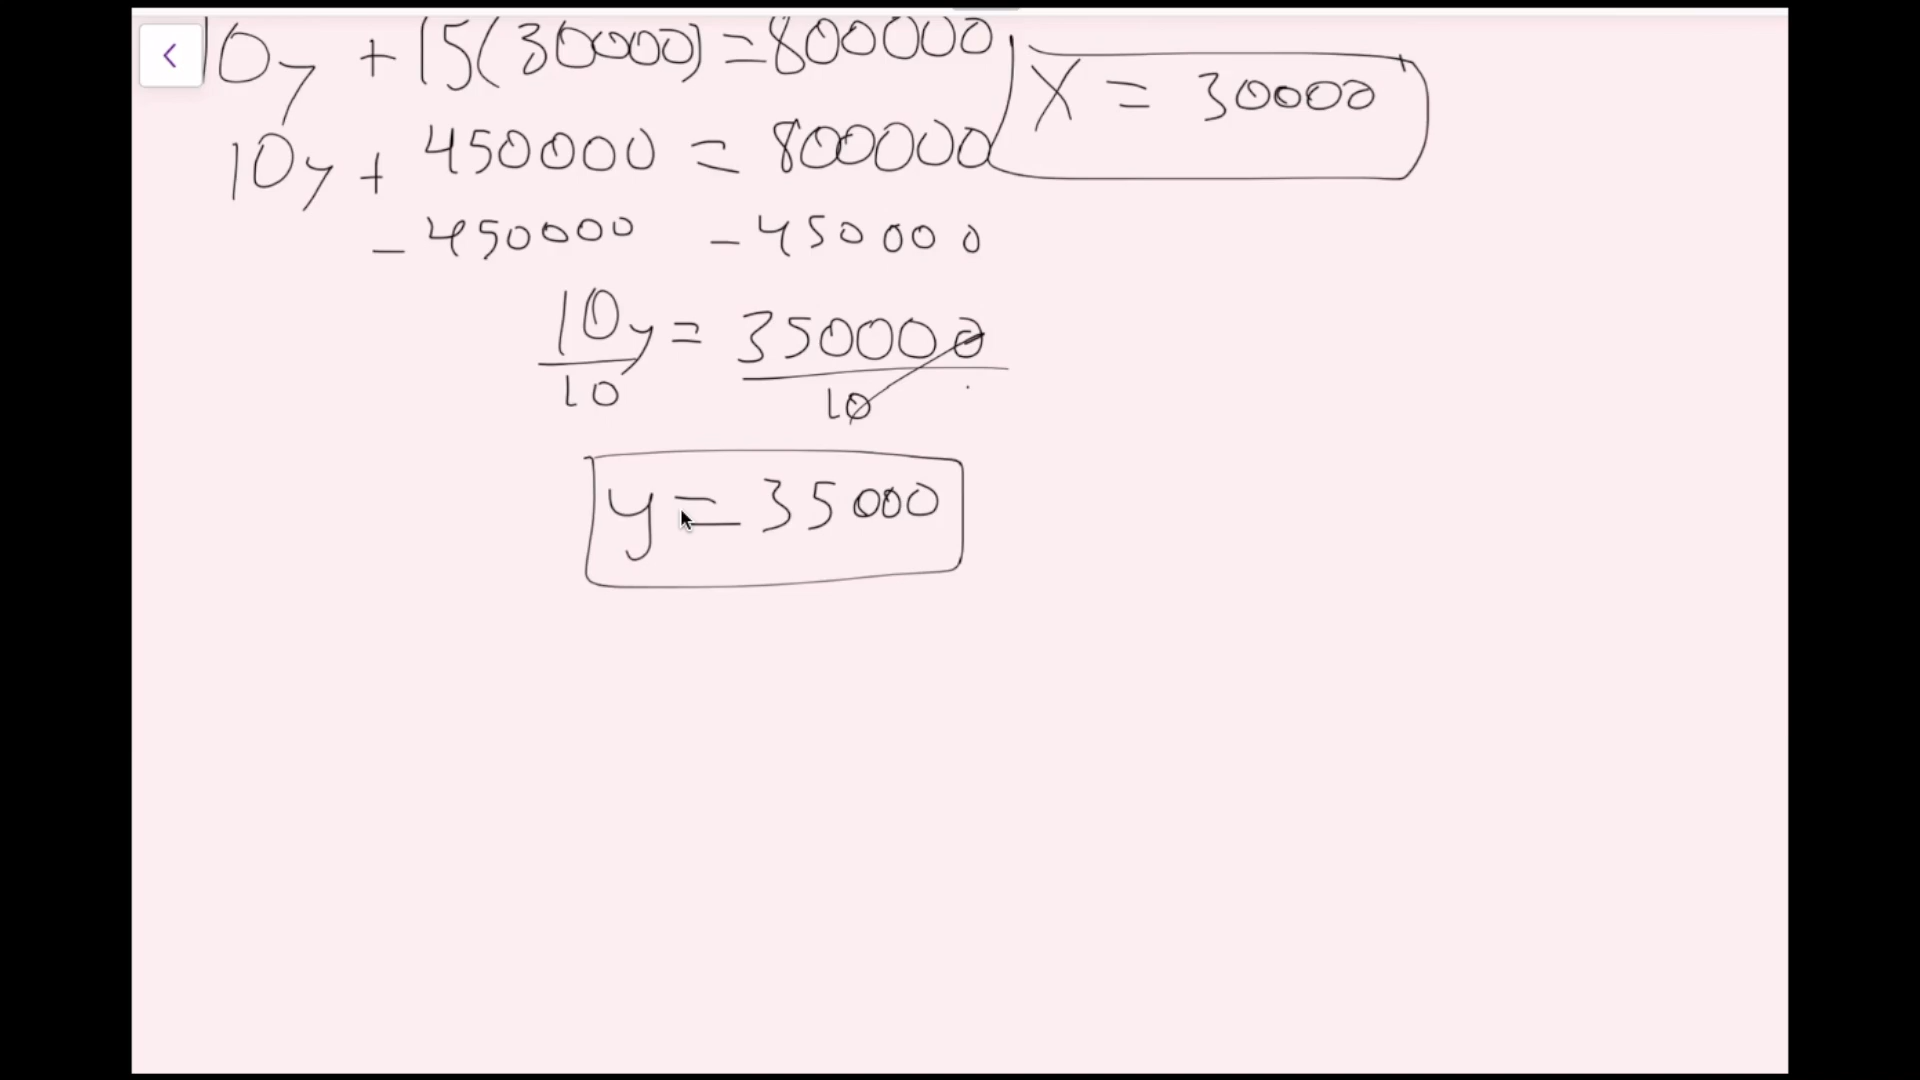 10y + 15(30000) = 800000
X = 30000
10y + 450000 = 800000
- 450000 - 450000
10y = 350000
10 10
y = 35000